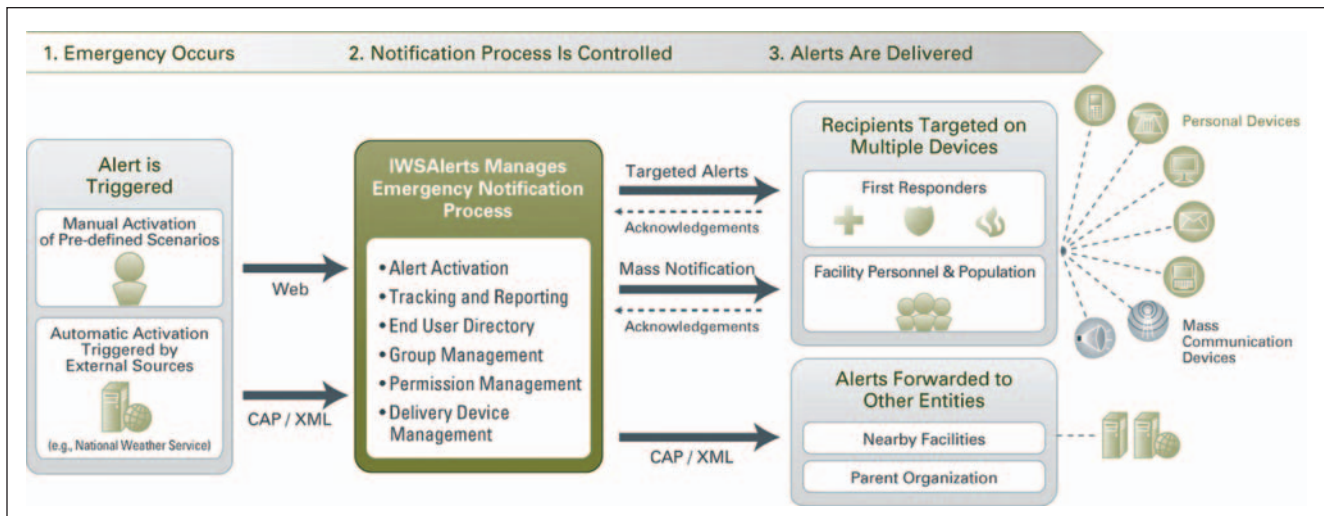 1. Emergency Occurs
2. Notification Process Is Controlled
3. Alerts Are Delivered
Alert is
Triggered
Manual Activation
of Pre-defined Scenarios
Automatic Activation
Triggered by
External Sources
(e.g., National Weather Service)
Web
CAP / XML
IWSAlerts Manages
Emergency Notification
Process
• Alert Activation
• Tracking and Reporting
• End User Directory
• Group Management
• Permission Management
• Delivery Device
Management
Targeted Alerts
Acknowledgements
Mass Notification
Acknowledgements
CAP / XML
Recipients Targeted on
Multiple Devices
First Responders
Facility Personnel & Population
Alerts Forwarded to
Other Entities
Nearby Facilities
Parent Organization
Personal Devices
Mass
Communication
Devices